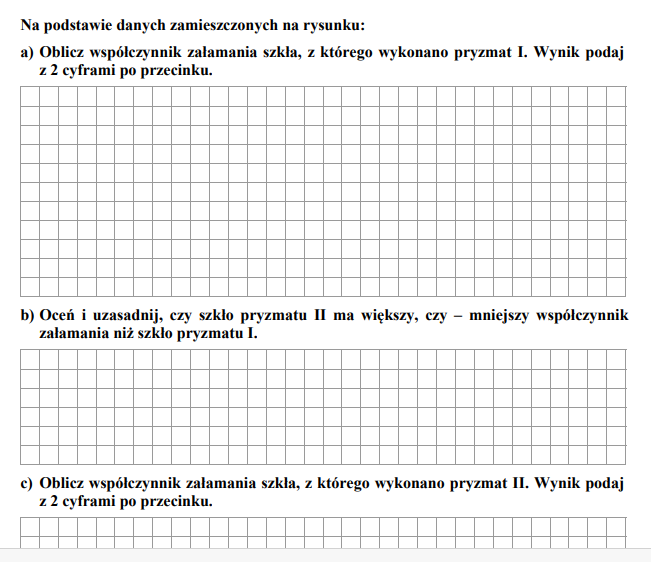 Na podstawie danych zamieszczonych na rysunku:
a) Oblicz współczynnik załamania szkła, z którego wykonano pryzmat I. Wynik podaj
z 2 cyframi po przecinku.
b) Oceń i uzasadnij, czy szkło pryzmatu II ma większy, czy – mniejszy współczynnik
załamania niż szkło pryzmatu I.
c) Oblicz współczynnik załamania szkła, z którego wykonano pryzmat II. Wynik podaj
z 2 cyframi po przecinku.